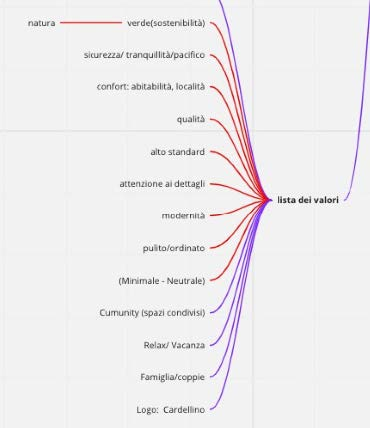 natura
verde(sostenibilità)
sicurezza/ tranquillità/pacifico
confort: abitabilità, località
qualità
alto standard
attenzione ai dettagli
modernità
pulito/ordinato
(Minimale - Neutrale)
Cumunity (spazi condivisi)
Relax/ Vacanza
Famiglia/coppie
Logo: Cardellino
lista dei valori